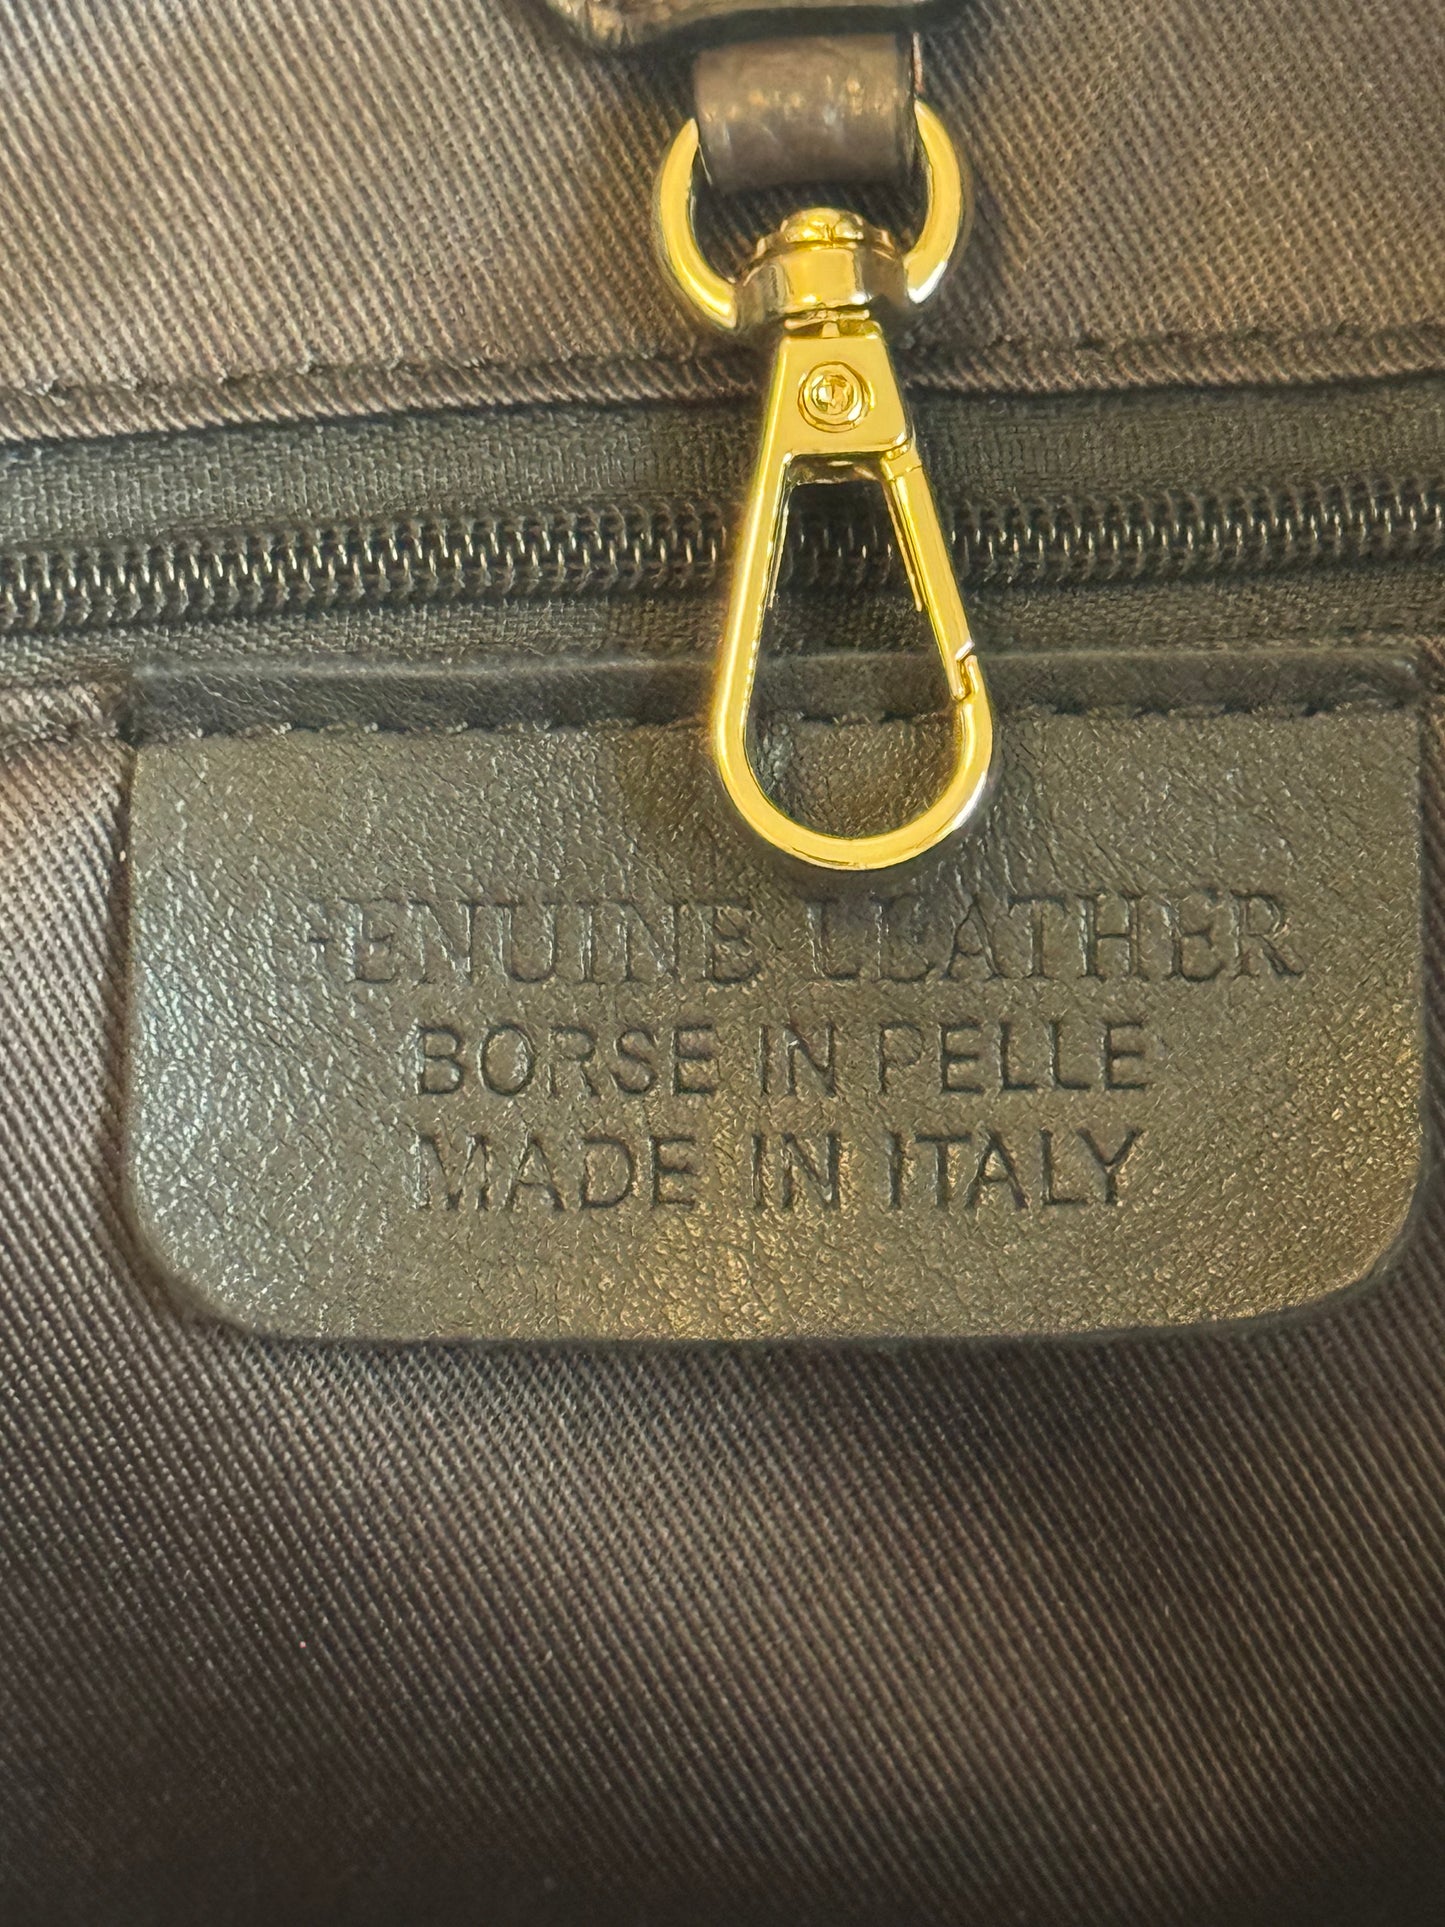 GENUINE LEATHER
BORSE IN PELLE
MADE IN ITALY